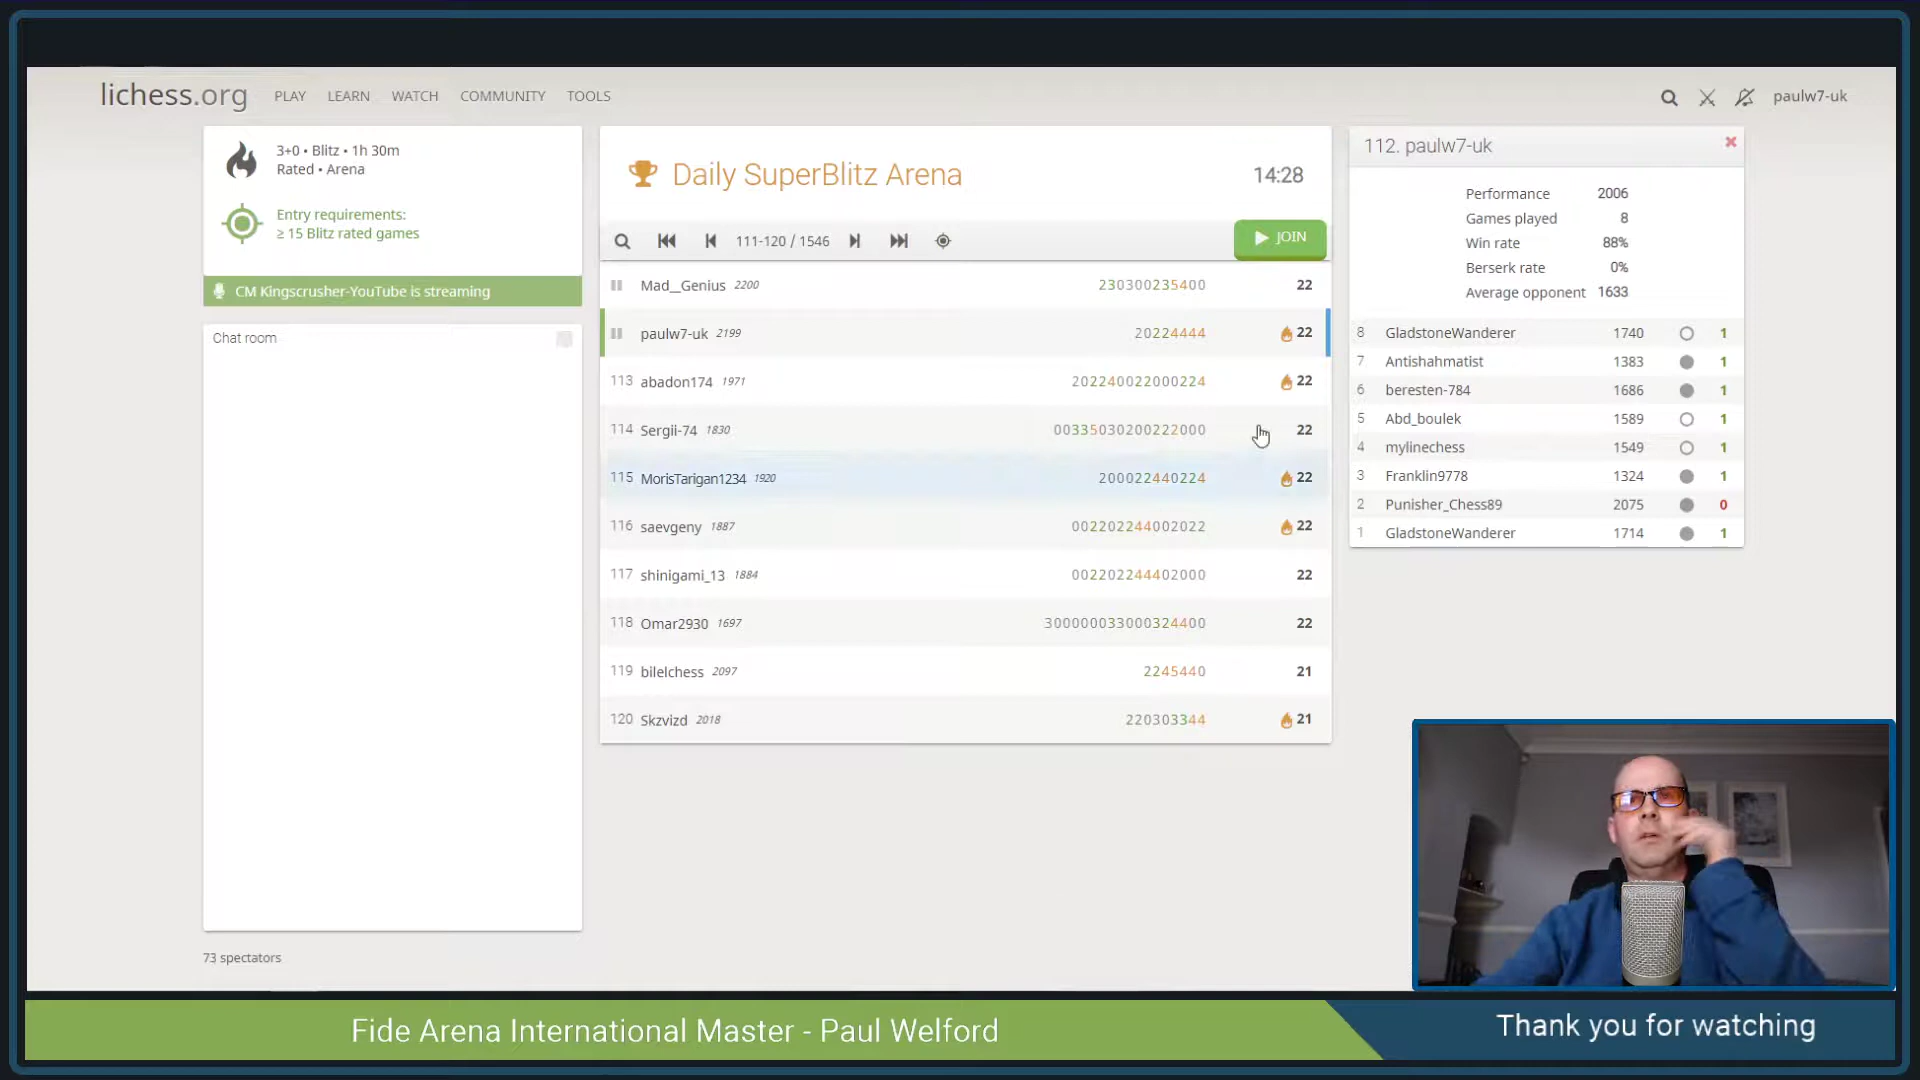 lichess.org PLAY LEARN WATCH COMMUNITY TOOLS paulw7-uk
3+0 • Blitz • 1h 30m
Rated • Arena
Entry requirements:
≥ 15 Blitz rated games
CM Kingscrusher-YouTube is streaming
Chat room
73 spectators
Daily SuperBlitz Arena 14:28
111-120 / 1546 JOIN
Mad__Genius 2200 230300235400 22
paulw7-uk 2199 20224444 22
113 abadon174 1971 202240022000224 22
114 Sergii-74 1830 00335030200222000 22
115 MorisTarigan1234 1920 200022440224 22
116 saevgeny 1887 002202244002022 22
117 shinigami_13 1884 002202244402000 22
118 Omar2930 1697 300000033000324400 22
119 bilelchess 2097 2245440 21
120 Skzvizd 2018 220303344 21
112. paulw7-uk
Performance 2006
Games played 8
Win rate 88%
Berserk rate 0%
Average opponent 1633
8 GladstoneWanderer 1740 1
7 Antishahmatist 1383 1
6 beresten-784 1686 1
5 Abd_boulek 1589 1
4 mylinechess 1549 1
3 Franklin9778 1324 1
2 Punisher_Chess89 2075 0
1 GladstoneWanderer 1714 1
Fide Arena International Master - Paul Welford
Thank you for watching